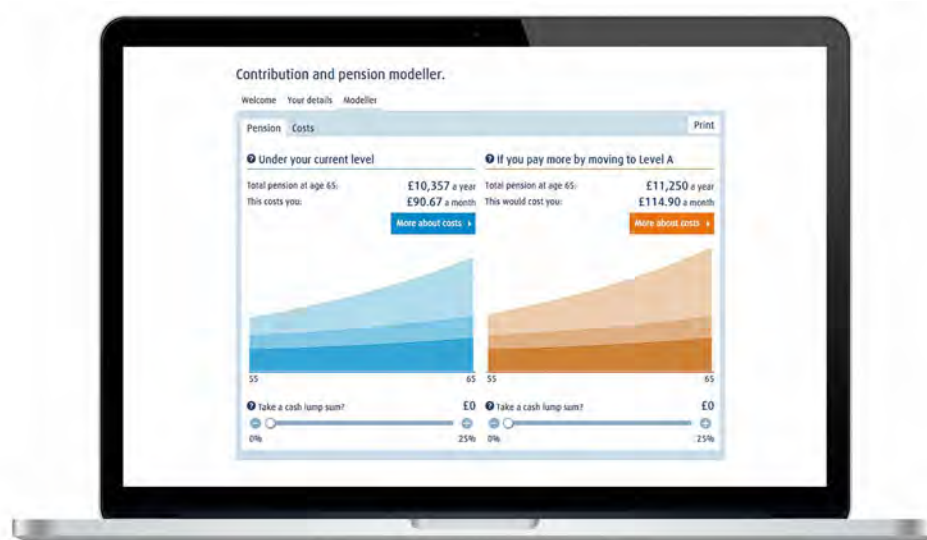 Contribution and pension modeller.
Welcome Your details Modeller
Pension Costs Print
? Under your current level
Total pension at age 65: £10,357 a year
This costs you: £90.67 a month
More about costs
55 65
? Take a cash lump sum? £0
0% 25%
? If you pay more by moving to Level A
Total pension at age 65: £11,250 a year
This would cost you: £114.90 a month
More about costs
55 65
? Take a cash lump sum? £0
0% 25%